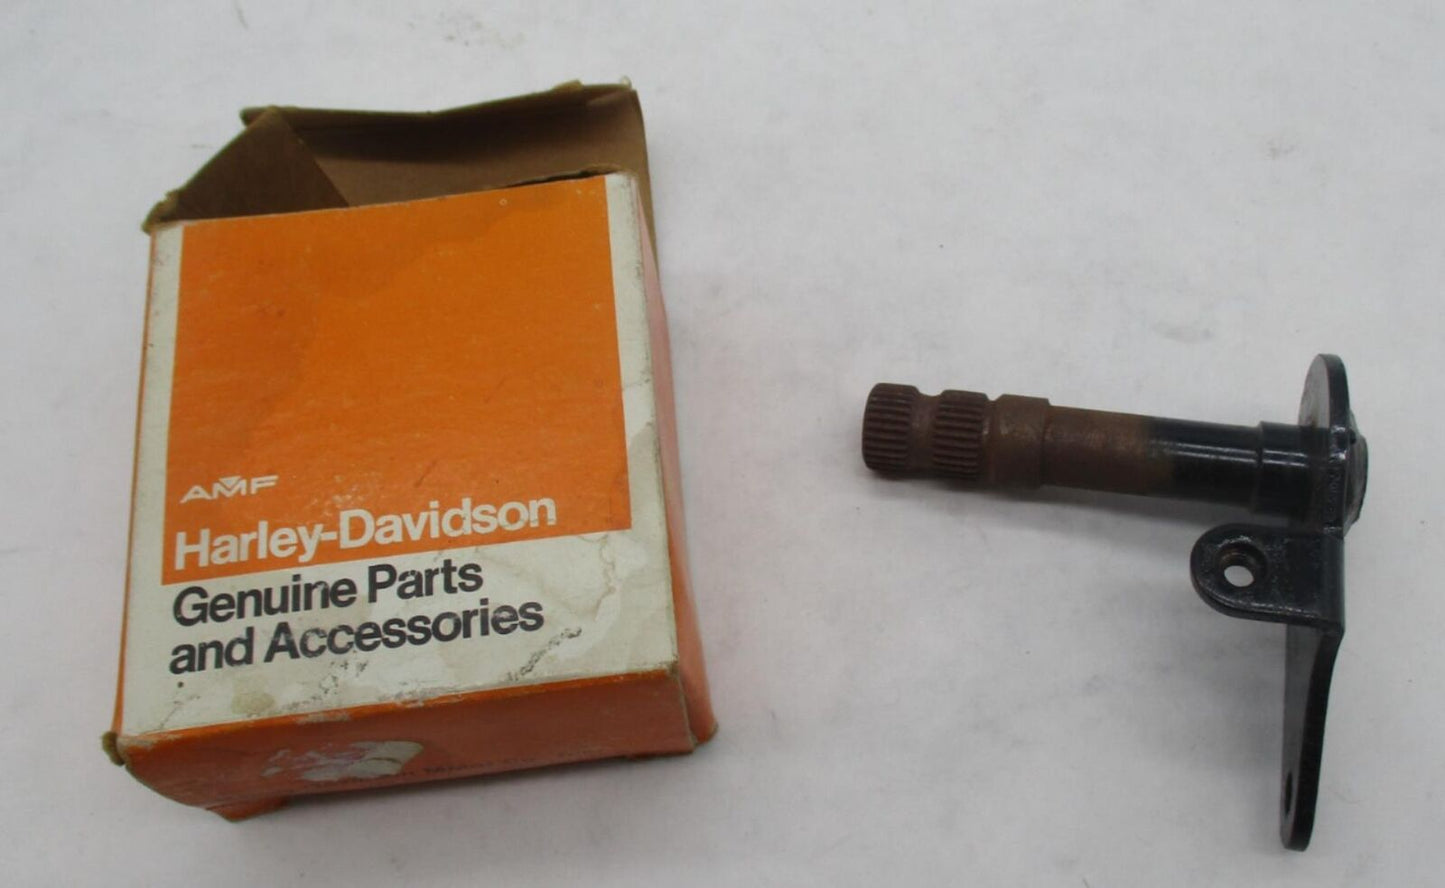 AMF
Harley-Davidson
Genuine Parts
and Accessories